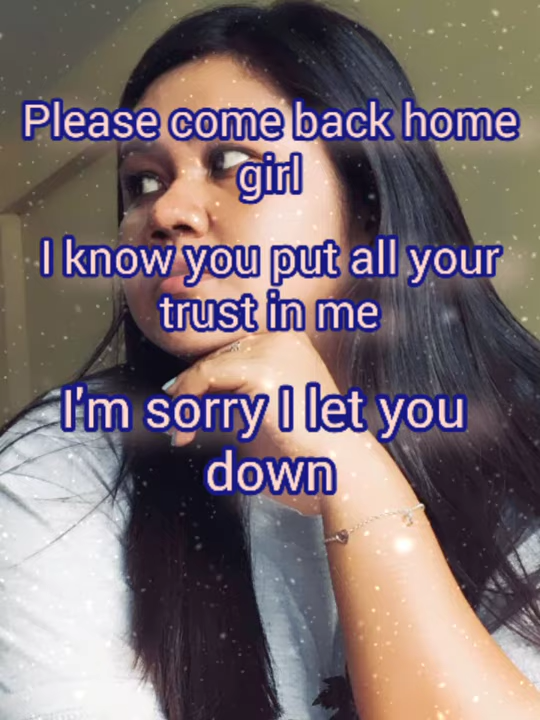 Please come back home
girl
I know you put all your
trust in me
I'm sorry I let you
down